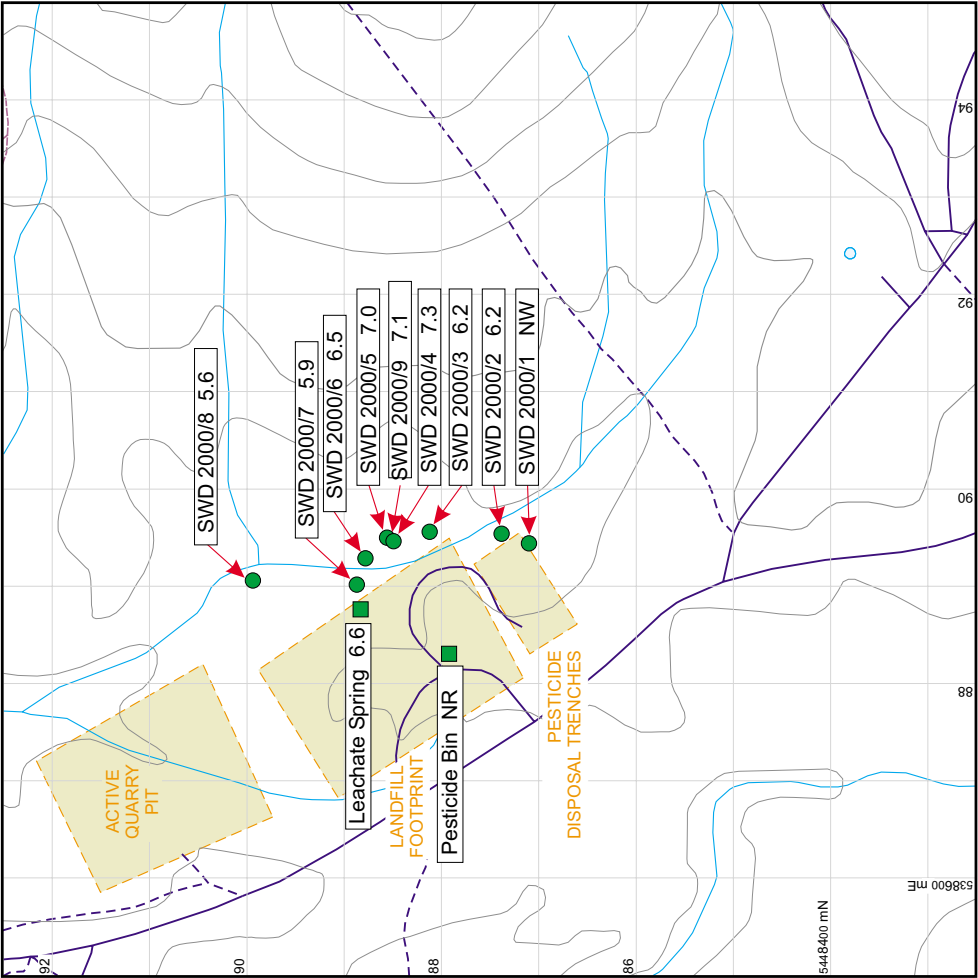 SWD 2000/8 5.6
SWD 2000/7 5.9
SWD 2000/6 6.5
SWD 2000/5 7.0
SWD 2000/9 7.1
SWD 2000/4 7.3
SWD 2000/3 6.2
SWD 2000/2 6.2
SWD 2000/1 NW
Leachate Spring 6.6
Pesticide Bin NR
ACTIVE
QUARRY
PIT
LANDFILL
FOOTPRINT
PESTICIDE
DISPOSAL TRENCHES
94
92
90
88
538600 mE
92
90
88
86
5448400 mN